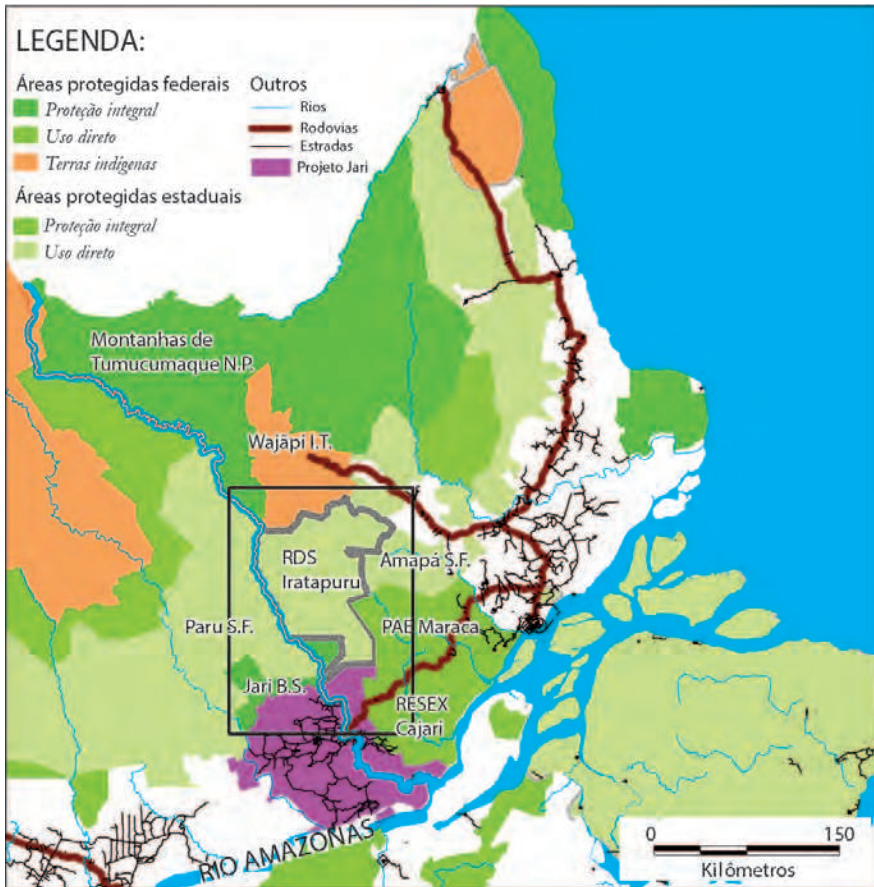 LEGENDA:
Áreas protegidas federais
Proteção integral
Uso direto
Terras indígenas
Áreas protegidas estaduais
Proteção integral
Uso direto
Outros
Rios
Rodovias
Estradas
Projeto Jari
Montanhas de
Tumucumaque N.P.
Wajãpi I.T.
RDS
Iratapuru
Amapá S.F.
Paru S.F.
PAE Maraca
Jari B.S.
RESEX
Cajari
RIO AMAZONAS
0 150
Kilômetros